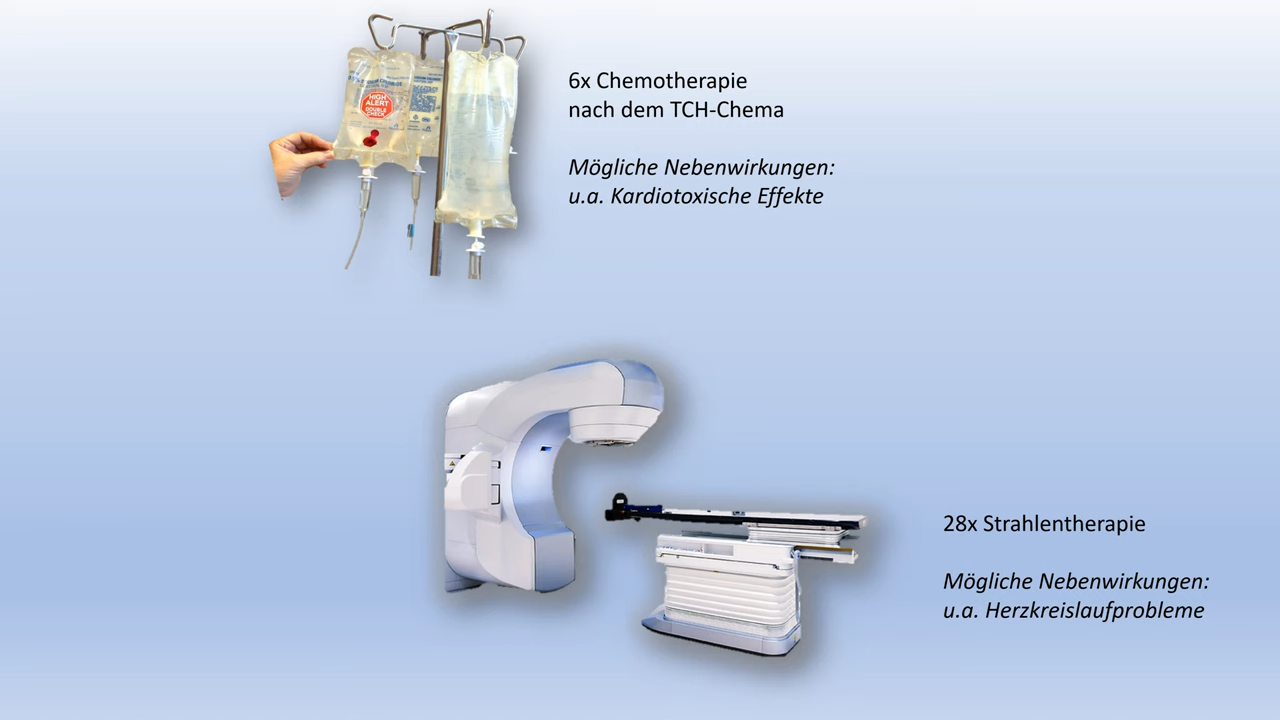 HIGH
ALERT
DOUBLE
CHECK
6x Chemotherapie
nach dem TCH-Chema
Mögliche Nebenwirkungen:
u.a. Kardiotoxische Effekte
28x Strahlentherapie
Mögliche Nebenwirkungen:
u.a. Herzkreislaufprobleme